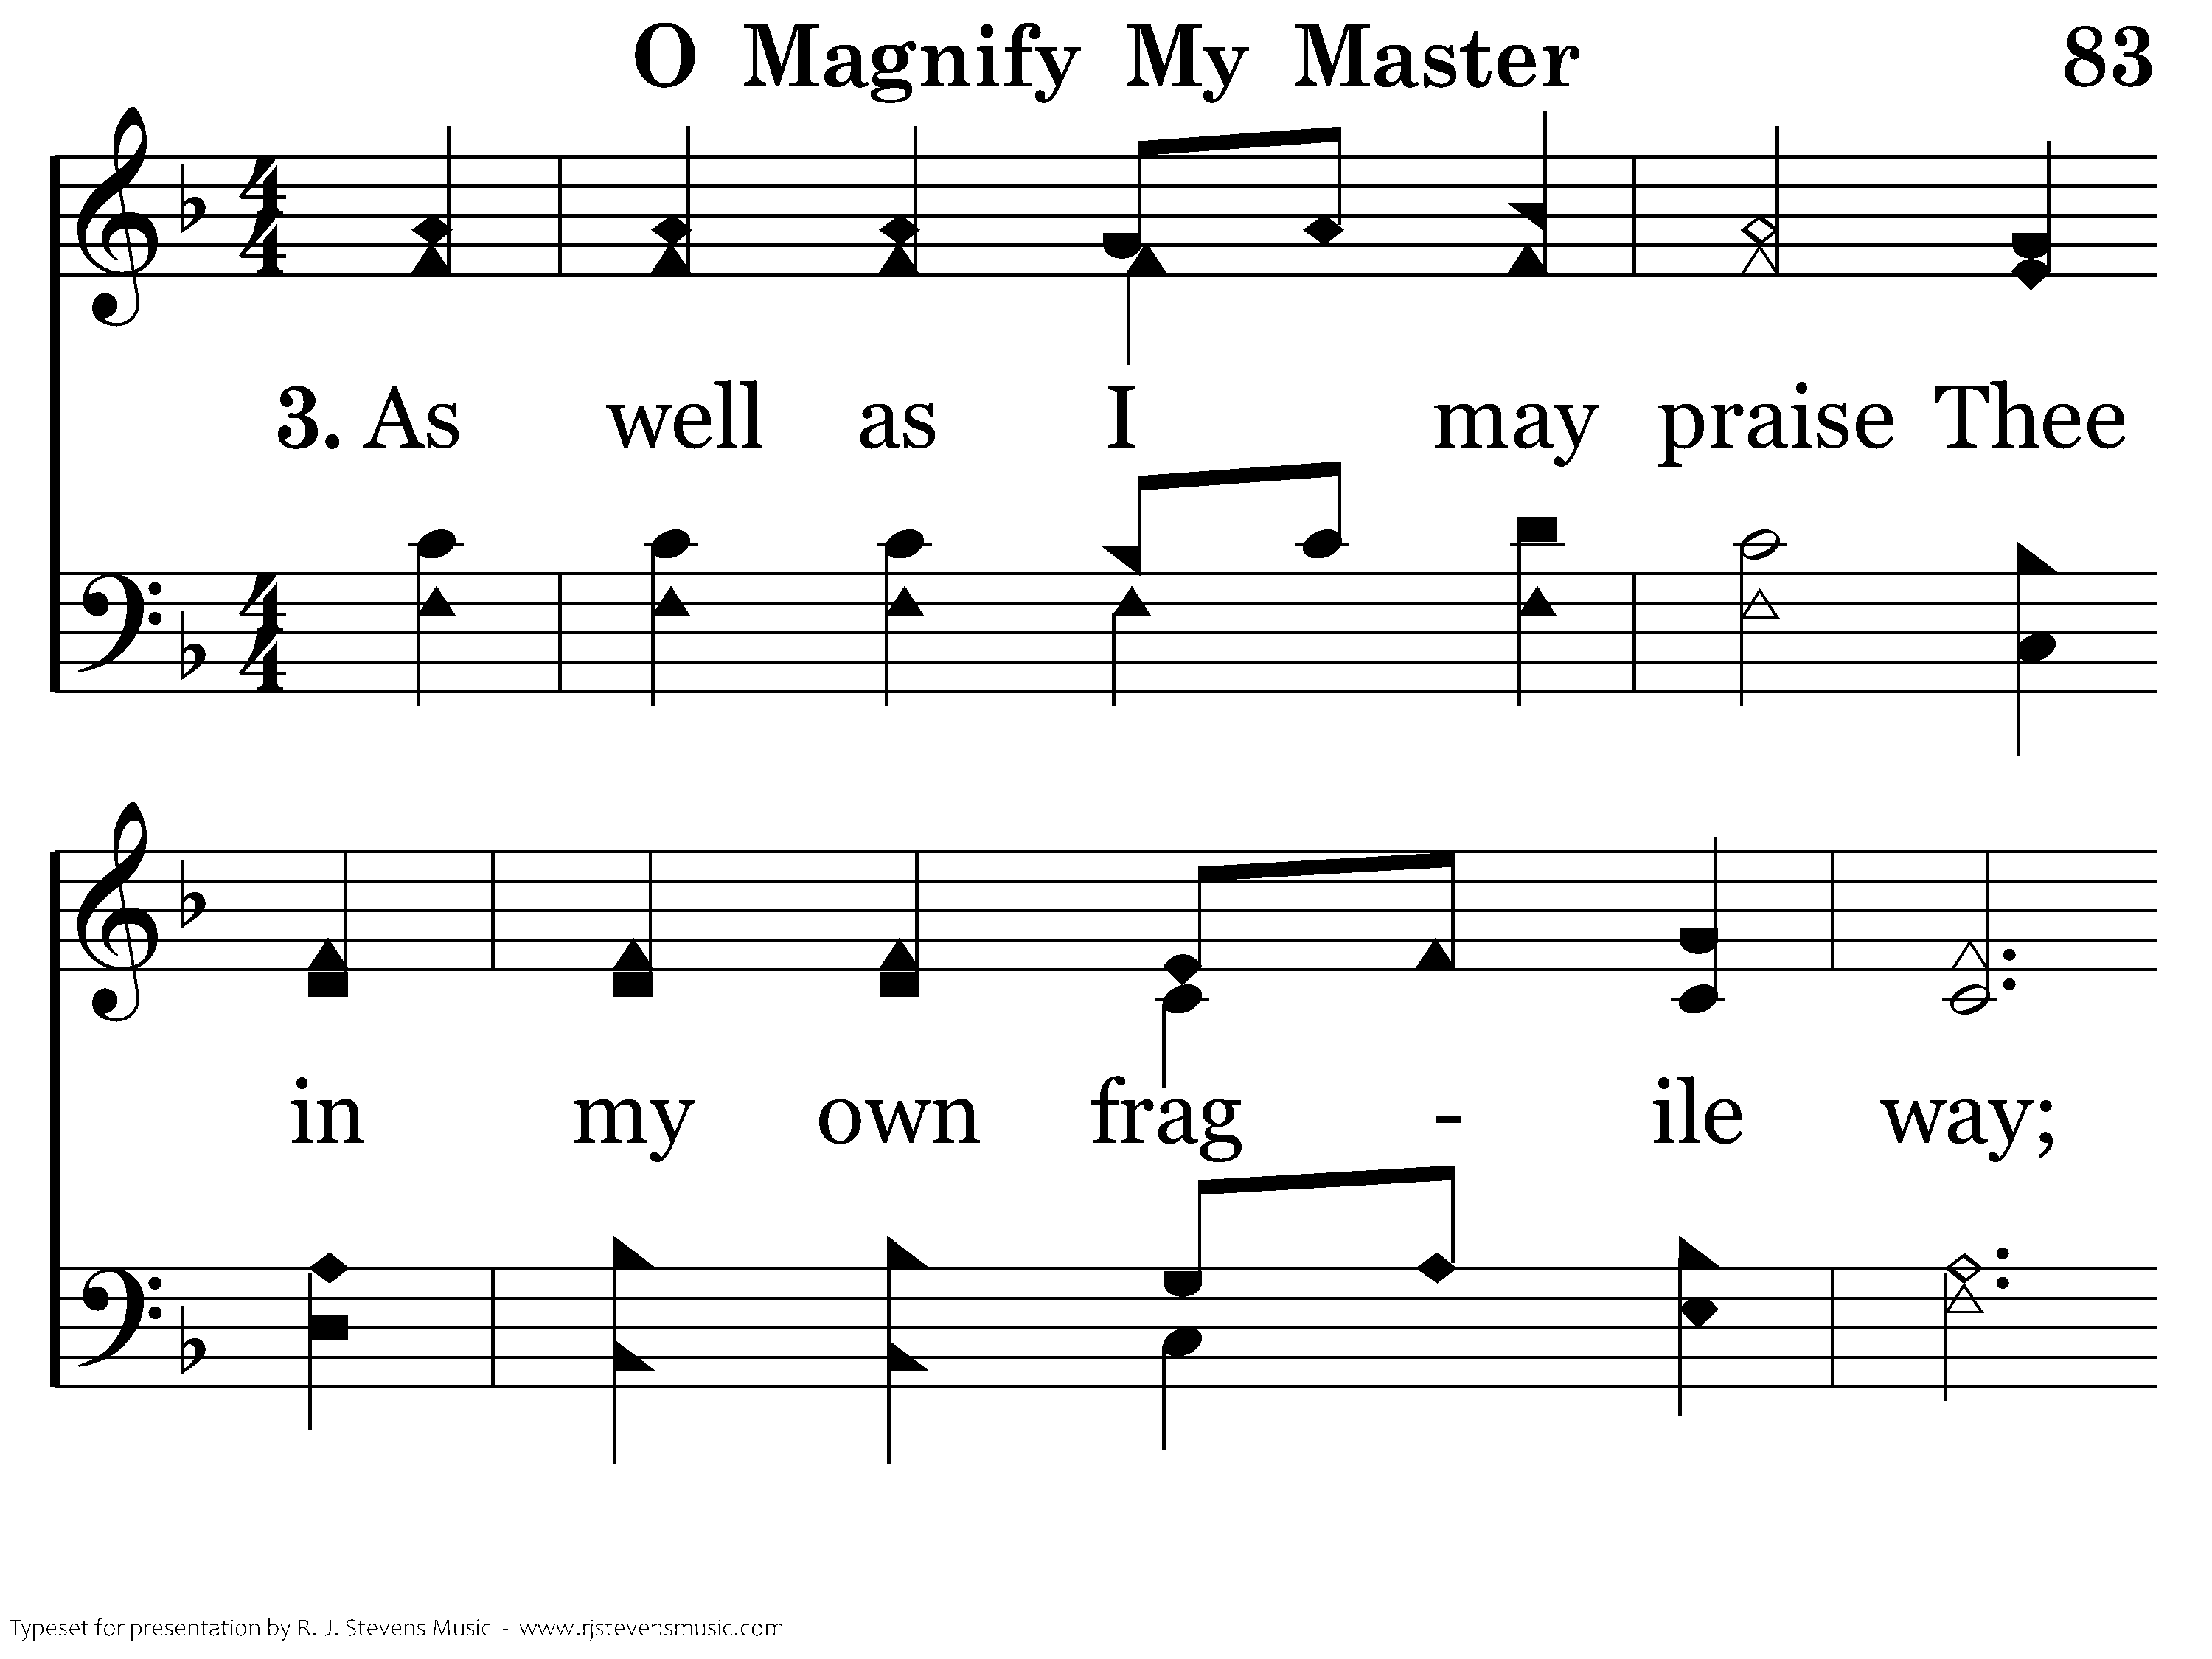 O Magnify My Master 83
3. As well as I may praise Thee
in my own frag - ile way;
Typeset for presentation by R. J. Stevens Music - www.rjstevensmusic.com